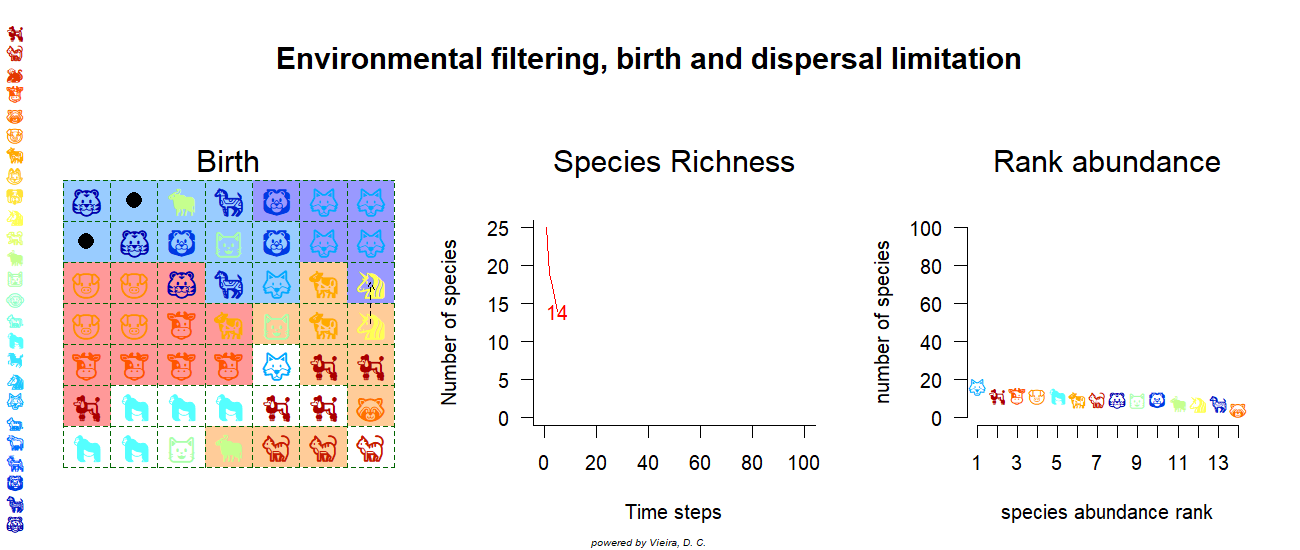 Environmental filtering, birth and dispersal limitation
Birth
Species Richness
Rank abundance
Number of species
25
20
15
10
5
0
14
0 20 40 60 80 100
Time steps
number of species
100
80
60
40
20
0
1 3 5 7 9 11 13
species abundance rank
powered by Vieira, D. C.